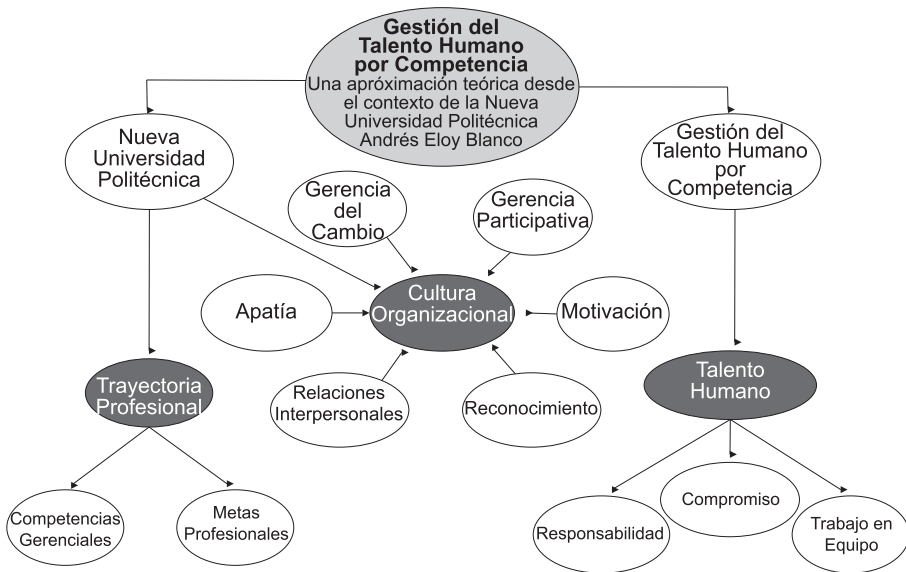 Gestión del
Talento Humano
por Competencia
Una apróximación teórica desde
el contexto de la Nueva
Universidad Politécnica
Andrés Eloy Blanco
Nueva
Universidad
Politécnica
Gestión del
Talento Humano
por
Competencia
Gerencia
del
Cambio
Gerencia
Participativa
Apatía
Cultura
Organizacional
Motivación
Trayectoria
Profesional
Relaciones
Interpersonales
Reconocimiento
Talento
Humano
Competencias
Gerenciales
Metas
Profesionales
Responsabilidad
Compromiso
Trabajo en
Equipo